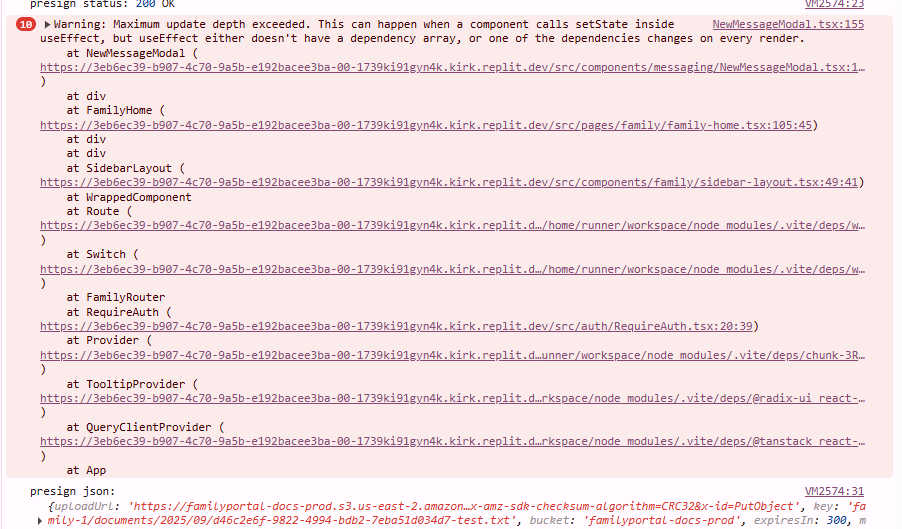 presign status: 200 OK VM2574:23
10 ▶Warning: Maximum update depth exceeded. This can happen when a component calls setState inside NewMessageModal.tsx:155
useEffect, but useEffect either doesn't have a dependency array, or one of the dependencies changes on every render.
at NewMessageModal (
https://3eb6ec39-b907-4c70-9a5b-e192bacee3ba-00-1739ki91gyn4k.kirk.replit.dev/src/components/messaging/NewMessageModal.tsx:1…
)
at div
at FamilyHome (
https://3eb6ec39-b907-4c70-9a5b-e192bacee3ba-00-1739ki91gyn4k.kirk.replit.dev/src/pages/family/family-home.tsx:105:45)
at div
at div
at SidebarLayout (
https://3eb6ec39-b907-4c70-9a5b-e192bacee3ba-00-1739ki91gyn4k.kirk.replit.dev/src/components/family/sidebar-layout.tsx:49:41)
at WrappedComponent
at Route (
https://3eb6ec39-b907-4c70-9a5b-e192bacee3ba-00-1739ki91gyn4k.kirk.replit.d…/home/runner/workspace/node_modules/.vite/deps/w…
)
at Switch (
https://3eb6ec39-b907-4c70-9a5b-e192bacee3ba-00-1739ki91gyn4k.kirk.replit.d…/home/runner/workspace/node_modules/.vite/deps/w…
)
at FamilyRouter
at RequireAuth (
https://3eb6ec39-b907-4c70-9a5b-e192bacee3ba-00-1739ki91gyn4k.kirk.replit.dev/src/auth/RequireAuth.tsx:20:39)
at Provider (
https://3eb6ec39-b907-4c70-9a5b-e192bacee3ba-00-1739ki91gyn4k.kirk.replit.d…unner/workspace/node_modules/.vite/deps/chunk-3R…
)
at TooltipProvider (
https://3eb6ec39-b907-4c70-9a5b-e192bacee3ba-00-1739ki91gyn4k.kirk.replit.d…rkspace/node_modules/.vite/deps/@radix-ui_react-…
)
at QueryClientProvider (
https://3eb6ec39-b907-4c70-9a5b-e192bacee3ba-00-1739ki91gyn4k.kirk.replit.d…rkspace/node_modules/.vite/deps/@tanstack_react-…
)
at App
presign json: VM2574:31
{uploadUrl: 'https://familyportal-docs-prod.s3.us-east-2.amazon…x-amz-sdk-checksum-algorithm=CRC32&x-id=PutObject', key: 'fa
▶ mily-1/documents/2025/09/d46c2e6f-9822-4994-bdb2-7eba51d034d7-test.txt', bucket: 'familyportal-docs-prod', expiresIn: 300, m